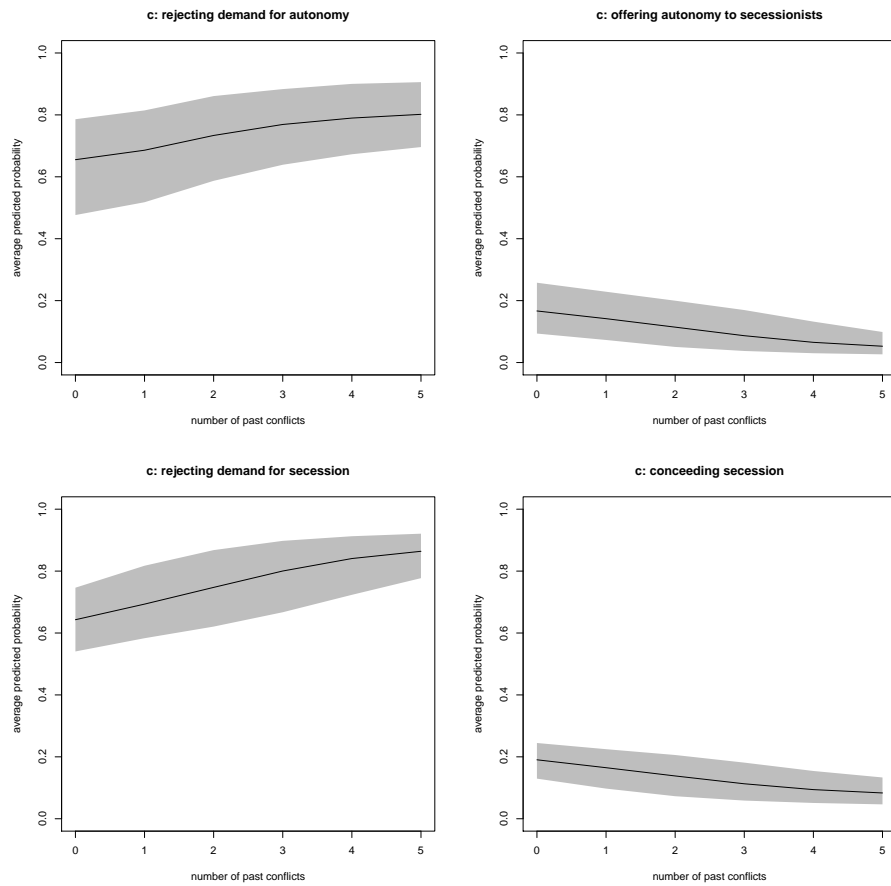 c: rejecting demand for autonomy
average predicted probability
0.0 0.2 0.4 0.6 0.8 1.0
0 1 2 3 4 5
number of past conflicts
c: offering autonomy to secessionists
average predicted probability
0.0 0.2 0.4 0.6 0.8 1.0
0 1 2 3 4 5
number of past conflicts
c: rejecting demand for secession
average predicted probability
0.0 0.2 0.4 0.6 0.8 1.0
0 1 2 3 4 5
number of past conflicts
c: conceeding secession
average predicted probability
0.0 0.2 0.4 0.6 0.8 1.0
0 1 2 3 4 5
number of past conflicts